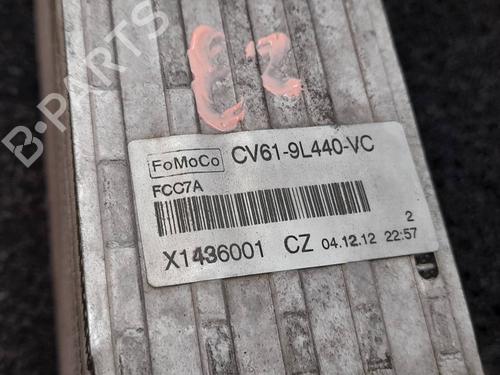 B-PARTS
FoMoCo CV61-9L440-VC
FCC7A
2
X1436001 CZ 04.12.12 22:57